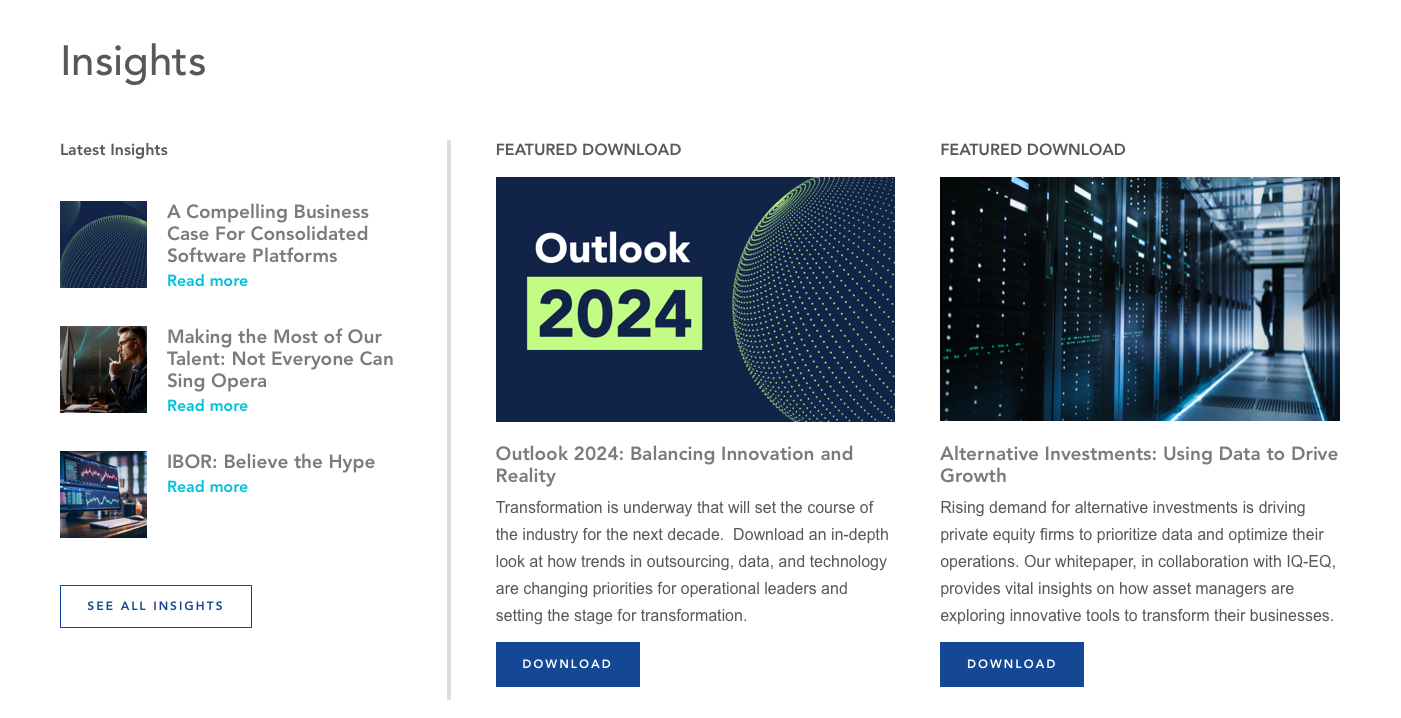 Insights
Latest Insights
A Compelling Business
Case For Consolidated
Software Platforms
Read more
Making the Most of Our
Talent: Not Everyone Can
Sing Opera
Read more
IBOR: Believe the Hype
Read more
SEE ALL INSIGHTS
FEATURED DOWNLOAD
Outlook
2024
Outlook 2024: Balancing Innovation and
Reality
Transformation is underway that will set the course of
the industry for the next decade.  Download an in-depth
look at how trends in outsourcing, data, and technology
are changing priorities for operational leaders and
setting the stage for transformation.
DOWNLOAD
FEATURED DOWNLOAD
Alternative Investments: Using Data to Drive
Growth
Rising demand for alternative investments is driving
private equity firms to prioritize data and optimize their
operations. Our whitepaper, in collaboration with IQ-EQ,
provides vital insights on how asset managers are
exploring innovative tools to transform their businesses.
DOWNLOAD